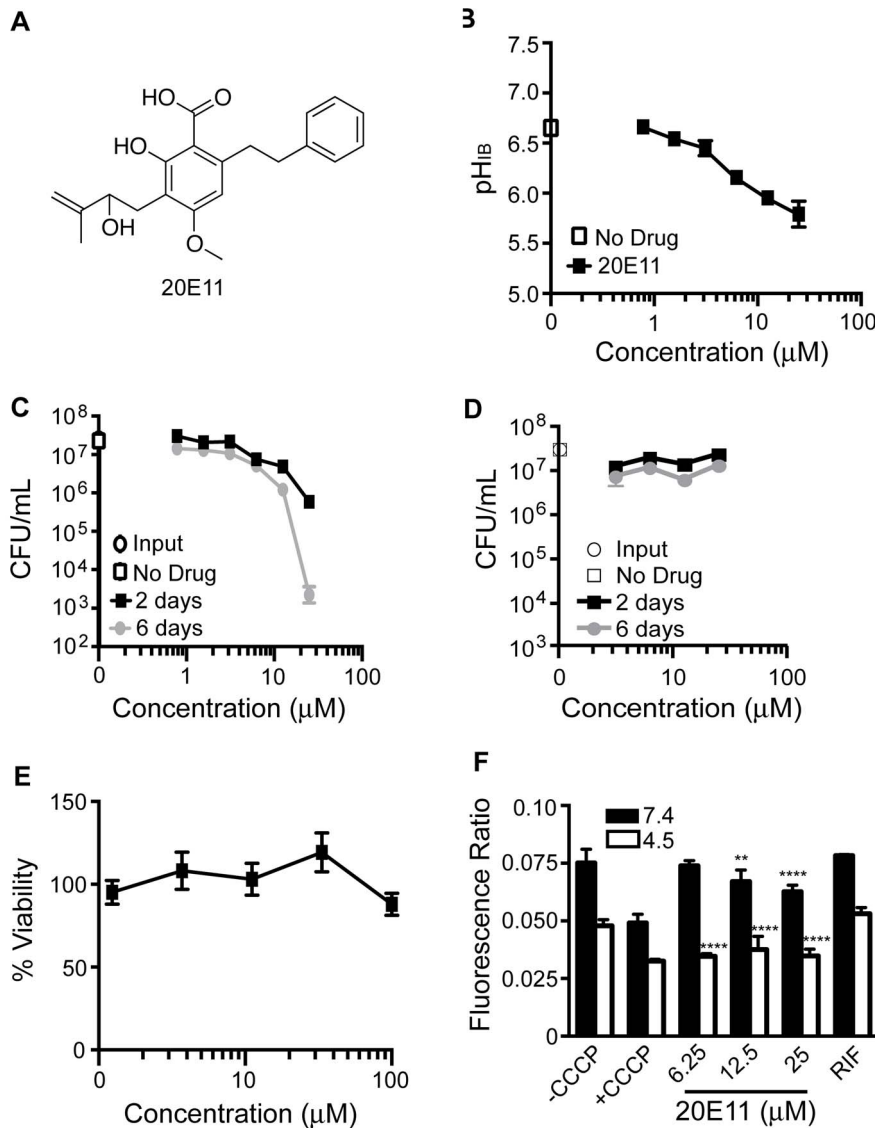 A
HO
O
HO
OH
O
20E11
B
7.5
7.0
6.5
6.0
5.5
5.0
pHIB
No Drug
20E11
0 1 10 100
Concentration (μM)
C
10⁸
10⁷
10⁶
10⁵
10⁴
10³
10²
CFU/mL
Input
No Drug
2 days
6 days
0 1 10 100
Concentration (μM)
D
10⁸
10⁷
10⁶
10⁵
10⁴
10³
CFU/mL
Input
No Drug
2 days
6 days
0 10 100
Concentration (μM)
E
150
100
50
0
% Viability
0 10 100
Concentration (μM)
F
0.10
0.075
0.050
0.025
0
Fluorescence Ratio
7.4
4.5
** ****
**** **** ****
-CCCP +CCCP 6.25 12.5 25 RIF
20E11 (μM)